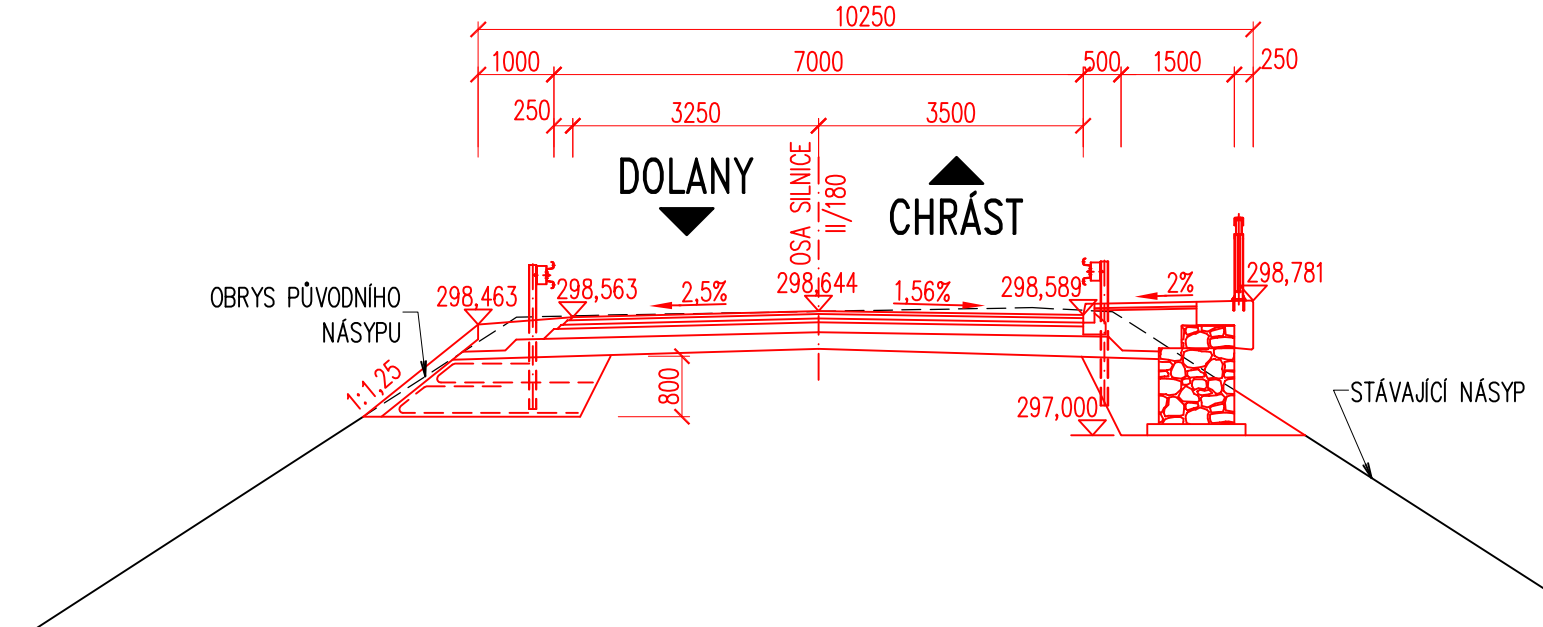 10250
1000
7000
500
1500
250
250
3250
3500
DOLANY
OSA SILNICE
II/180
CHRÁST
OBRYS PŮVODNÍHO
NÁSYPU
298,463
298,563
2,5%
298,644
1,56%
298,589
2%
298,781
1:1,25
800
297,000
STÁVAJÍCÍ NÁSYP